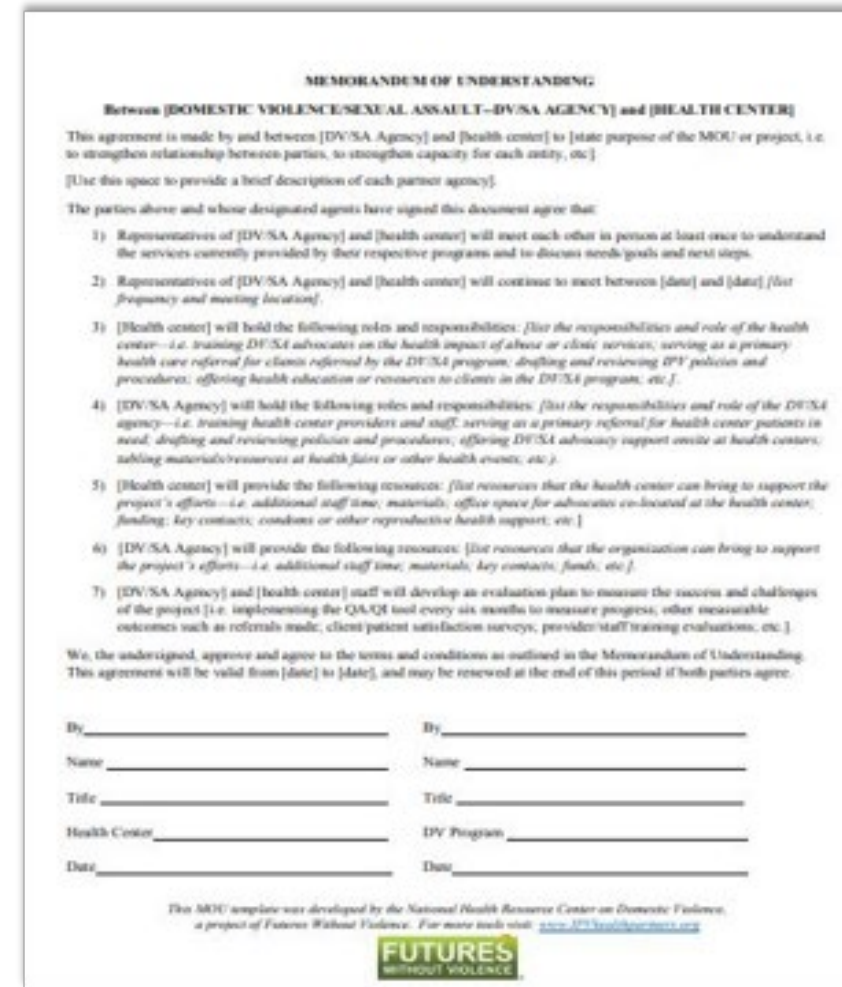 MEMORANDUM OF UNDERSTANDING
Between [DOMESTIC VIOLENCE/SEXUAL ASSAULT--DV/SA AGENCY] and [HEALTH CENTER]
This agreement is made by and between [DV/SA Agency] and [health center] to [state purpose of the MOU or project, i.e.
to strengthen relationship between parties, to strengthen capacity for each entity, etc]
[Use this space to provide a brief description of each partner agency].
The parties above and whose designated agents have signed this document agree that:
1) Representatives of [DV/SA Agency] and [health center] will meet each other in person at least once to understand
the services currently provided by their respective programs and to discuss needs/goals and next steps.
2) Representatives of [DV/SA Agency] and [health center] will continue to meet between [date] and [date] [list
frequency and meeting location].
3) [Health center] will hold the following roles and responsibilities: [list the responsibilities and role of the health
center—i.e. training DV/SA advocates on the health impact of abuse or clinic services; serving as a primary
health care referral for clients referred by the DV/SA program; drafting and reviewing IPV policies and
procedures; offering health education or resources to clients in the DV/SA program; etc.].
4) [DV/SA Agency] will hold the following roles and responsibilities: [list the responsibilities and role of the DV/SA
agency—i.e. training health center providers and staff; serving as a primary referral for health center patients in
need; drafting and reviewing policies and procedures; offering DV/SA advocacy support onsite at health centers;
tabling materials/resources at health fairs or other health events; etc.).
5) [Health center] will provide the following resources: [list resources that the health center can bring to support the
project's efforts—i.e. additional staff time; materials; office space for advocates co-located at the health center;
funding; key contacts; condoms or other reproductive health support; etc.]
6) [DV/SA Agency] will provide the following resources: [list resources that the organization can bring to support
the project's efforts—i.e. additional staff time; materials; key contacts; funds; etc.].
7) [DV/SA Agency] and [health center] staff will develop an evaluation plan to measure the success and challenges
of the project [i.e. implementing the QA/QI tool every six months to measure progress; other measurable
outcomes such as referrals made; client/patient satisfaction surveys; provider/staff training evaluations; etc.].
We, the undersigned, approve and agree to the terms and conditions as outlined in the Memorandum of Understanding.
This agreement will be valid from [date] to [date], and may be renewed at the end of this period if both parties agree.
By By
Name Name
Title Title
Health Center DV Program
Date Date
This MOU template was developed by the National Health Resource Center on Domestic Violence,
a project of Futures Without Violence. For more tools visit: www.IPVhealthpartners.org
FUTURES
WITHOUT VIOLENCE